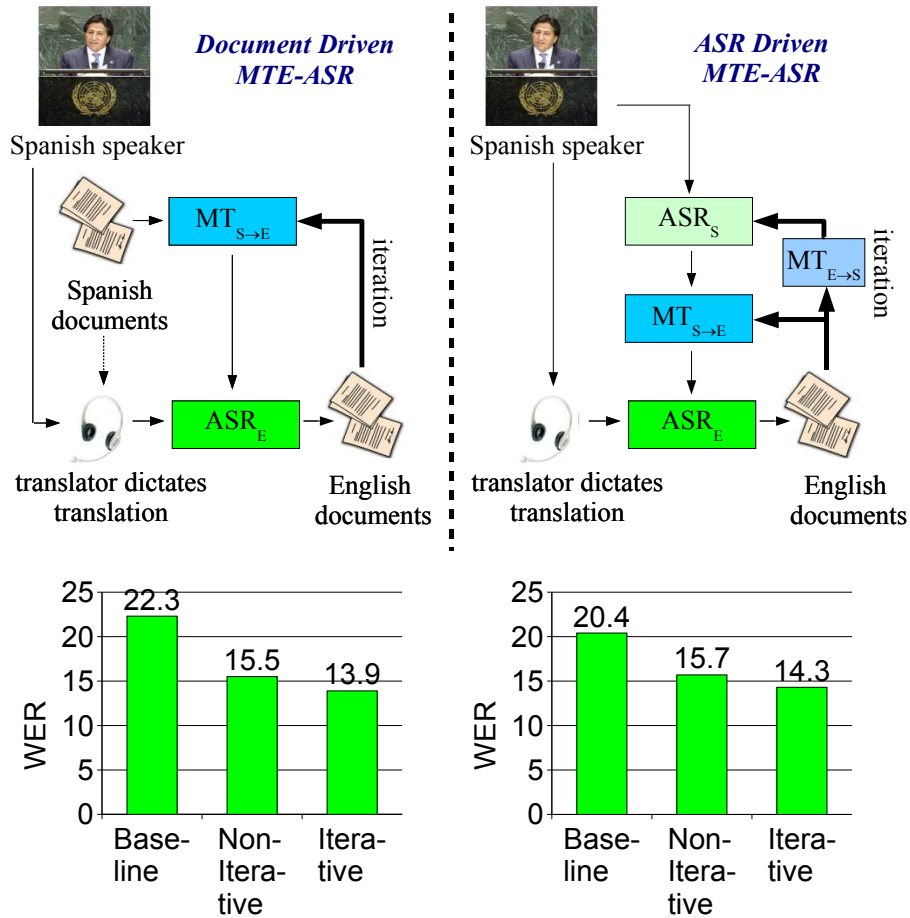 Document Driven
MTE-ASR
Spanish speaker
MT S→E
iteration
Spanish
documents
ASR E
translator dictates
translation
English
documents
ASR Driven
MTE-ASR
Spanish speaker
ASR S
MT E→S
iteration
MT S→E
ASR E
translator dictates
translation
English
documents
WER
25
20
15
10
5
0
22.3
15.5
13.9
Base-
line
Non-
Itera-
tive
Itera-
tive
WER
25
20
15
10
5
0
20.4
15.7
14.3
Base-
line
Non-
Itera-
tive
Itera-
tive